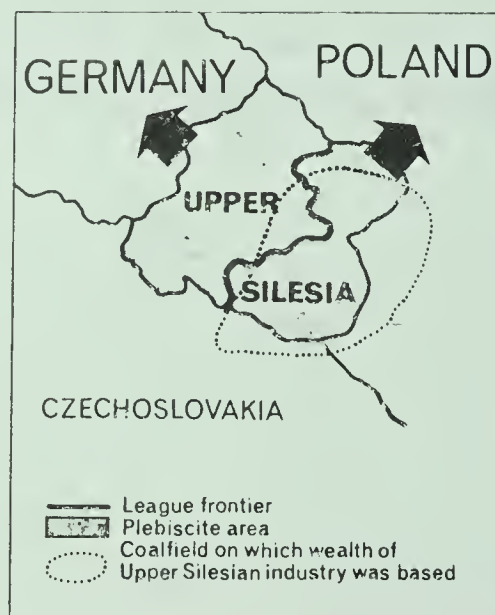 GERMANY
POLAND
UPPER
SILESIA
CZECHOSLOVAKIA
League frontier
Plebiscite area
Coalfield on which wealth of
Upper Silesian industry was based